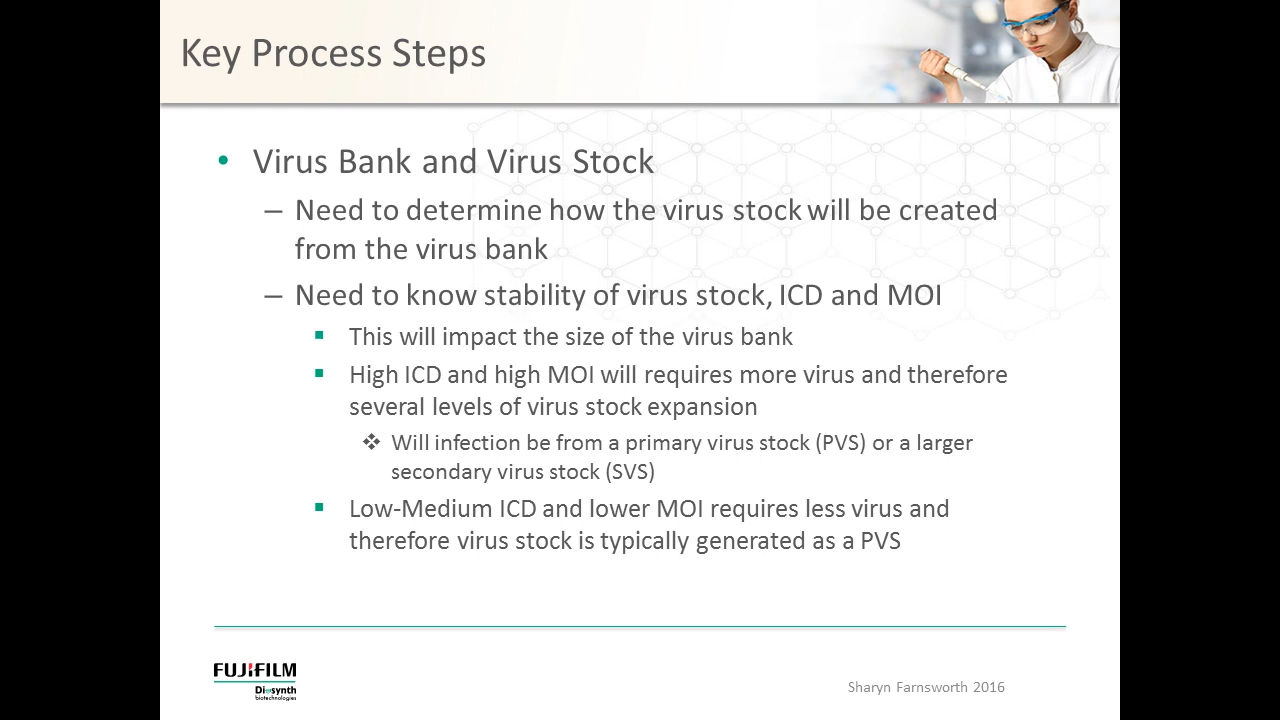 Key Process Steps
• Virus Bank and Virus Stock
– Need to determine how the virus stock will be created
from the virus bank
– Need to know stability of virus stock, ICD and MOI
▪ This will impact the size of the virus bank
▪ High ICD and high MOI will requires more virus and therefore
several levels of virus stock expansion
❖ Will infection be from a primary virus stock (PVS) or a larger
secondary virus stock (SVS)
▪ Low-Medium ICD and lower MOI requires less virus and
therefore virus stock is typically generated as a PVS
FUJIFILM
Diosynth
biotechnologies
Sharyn Farnsworth 2016